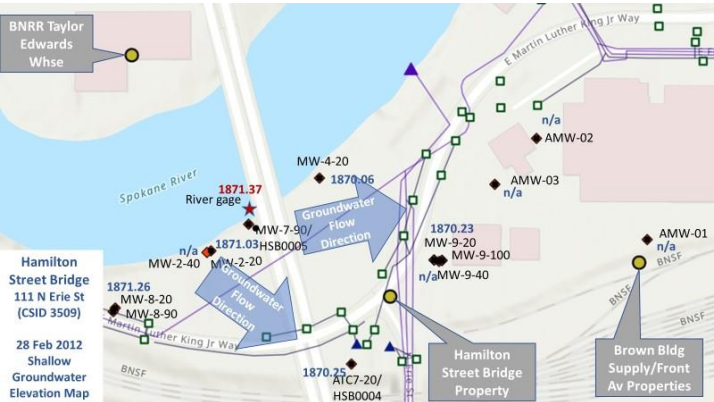 BNRR Taylor
Edwards
Whse
E Martin Luther King Jr Way
n/a
AMW-02
MW-4-20
1870.06
AMW-03
n/a
Spokane River
1871.37
River gage
Groundwater
Flow
Direction
MW-7-90/
HSB0005
1870.23
MW-9-20
MW-9-100
n/a
MW-9-40
AMW-01
n/a
BNSF
n/a
1871.03
MW-2-40
MW-2-20
Groundwater
Flow
Direction
Hamilton
Street Bridge
111 N Erie St
(CSID 3509)
28 Feb 2012
Shallow
Groundwater
Elevation Map
1871.26
MW-8-20
MW-8-90
Martin Luther King Jr Way
BNSF
BNSF
BNSF
1870.25
ATC7-20/
HSB0004
Hamilton
Street Bridge
Property
Brown Bldg
Supply/Front
Av Properties